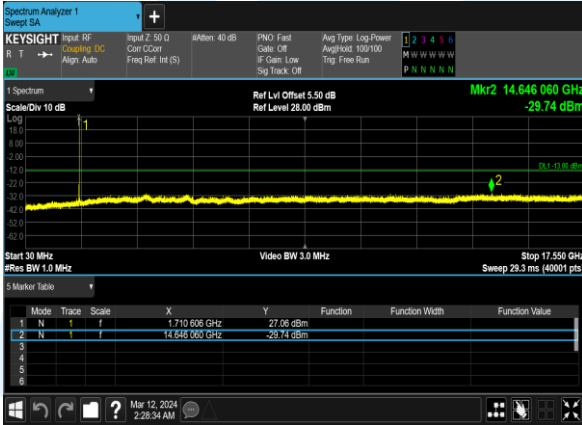 Spectrum Analyzer 1
Swept SA
+
KEYSIGHT Input: RF Input Z: 50 Ω #Atten: 40 dB PNO: Fast Avg Type: Log-Power 1 2 3 4 5 6
R T Coupling: DC Corr CCorr Gate: Off Avg|Hold: 100/100 M W W W W W
Align: Auto Freq Ref: Int (S) IF Gain: Low Trig: Free Run
Sig Track: Off P N N N N N
1 Spectrum Ref Lvl Offset 5.50 dB Mkr2 14.646 060 GHz
Scale/Div 10 dB Ref Level 28.00 dBm -29.74 dBm
Log
18.0
8.00
-2.00
-12.0
-22.0
-32.0
-42.0
-52.0
-62.0
1
DL1 -13.00 dBm
2
Start 30 MHz Video BW 3.0 MHz Stop 17.550 GHz
#Res BW 1.0 MHz Sweep 29.3 ms (40001 pts
5 Marker Table
Mode Trace Scale X Y Function Function Width Function Value
1 N 1 f 1.710 606 GHz 27.06 dBm
2 N 1 f 14.646 060 GHz -29.74 dBm
3
4
5
6
? Mar 12, 2024
2:28:34 AM